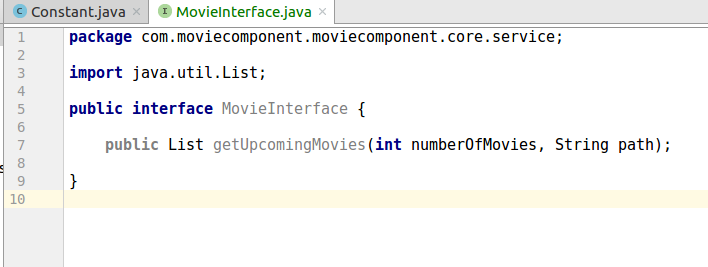 Constant.java MovieInterface.java
1 package com.moviecomponent.moviecomponent.core.service;
2
3 import java.util.List;
4
5 public interface MovieInterface {
6
7 public List getUpcomingMovies(int numberOfMovies, String path);
8
9 }
10